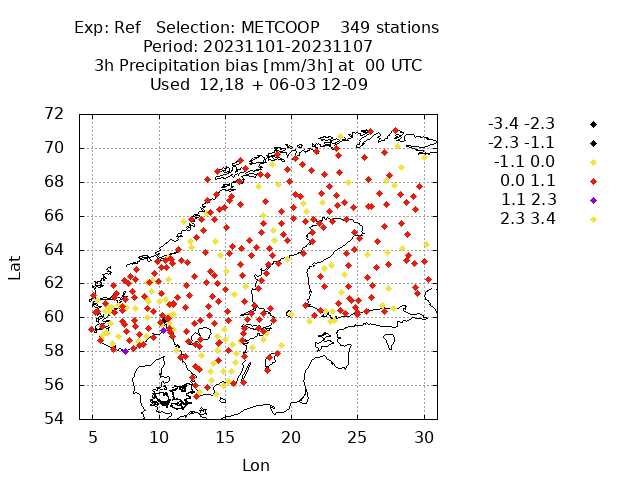 Exp: Ref   Selection: METCOOP    349 stations
Period: 20231101-20231107
3h Precipitation bias [mm/3h] at  00 UTC
Used  12,18 + 06-03 12-09
-3.4 -2.3
-2.3 -1.1
-1.1 0.0
0.0 1.1
1.1 2.3
2.3 3.4
72
70
68
66
64
62
60
58
56
54
Lat
5 10 15 20 25 30
Lon